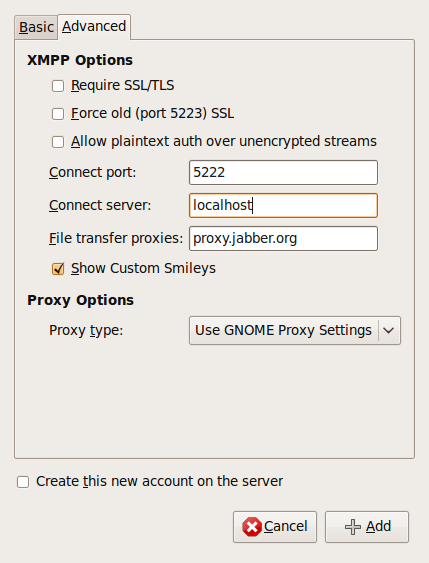 Basic Advanced
XMPP Options
Require SSL/TLS
Force old (port 5223) SSL
Allow plaintext auth over unencrypted streams
Connect port: 5222
Connect server: localhost
File transfer proxies: proxy.jabber.org
Show Custom Smileys
Proxy Options
Proxy type: Use GNOME Proxy Settings
Create this new account on the server
Cancel Add